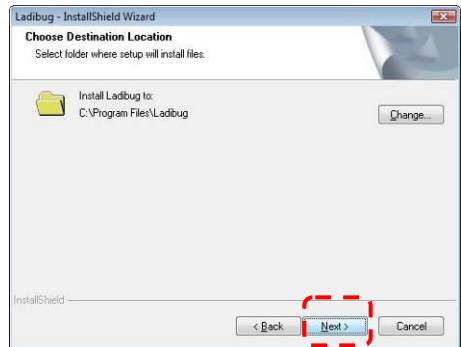 Ladibug - InstallShield Wizard
Choose Destination Location
Select folder where setup will install files.
Install Ladibug to:
C:\Program Files\Ladibug
Change...
InstallShield
< Back
Next >
Cancel